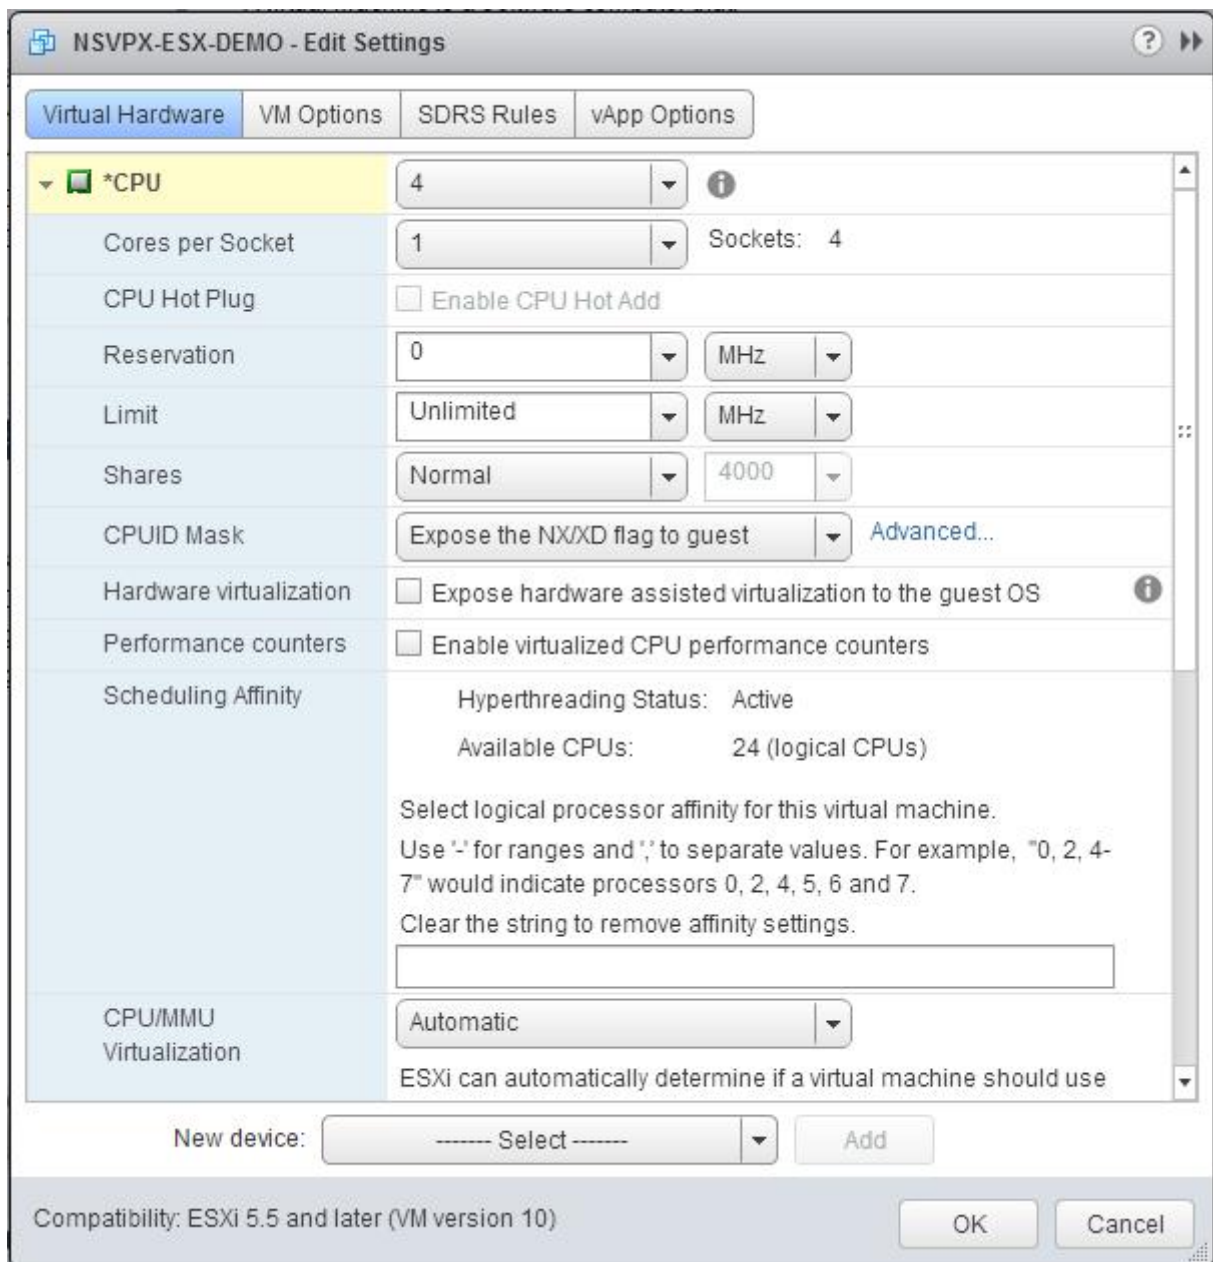 NSVPX-ESX-DEMO - Edit Settings
Virtual Hardware VM Options SDRS Rules vApp Options
*CPU 4
Cores per Socket 1 Sockets: 4
CPU Hot Plug Enable CPU Hot Add
Reservation 0 MHz
Limit Unlimited MHz
Shares Normal 4000
CPUID Mask Expose the NX/XD flag to guest Advanced...
Hardware virtualization Expose hardware assisted virtualization to the guest OS
Performance counters Enable virtualized CPU performance counters
Scheduling Affinity Hyperthreading Status: Active
Available CPUs: 24 (logical CPUs)
Select logical processor affinity for this virtual machine.
Use '-' for ranges and ',' to separate values. For example, "0, 2, 4-
7" would indicate processors 0, 2, 4, 5, 6 and 7.
Clear the string to remove affinity settings.
CPU/MMU Automatic
Virtualization
ESXi can automatically determine if a virtual machine should use
New device: ------- Select ------- Add
Compatibility: ESXi 5.5 and later (VM version 10) OK Cancel